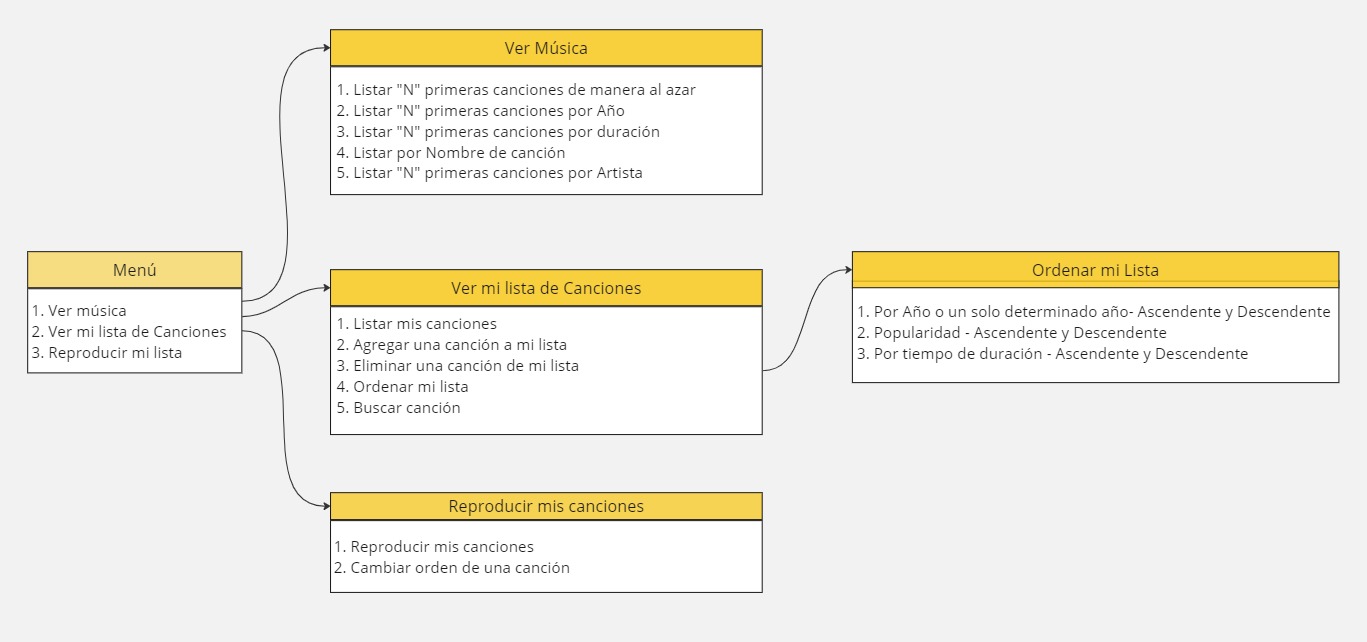 Ver Música
1. Listar "N" primeras canciones de manera al azar
2. Listar "N" primeras canciones por Año
3. Listar "N" primeras canciones por duración
4. Listar por Nombre de canción
5. Listar "N" primeras canciones por Artista
Menú
1. Ver música
2. Ver mi lista de Canciones
3. Reproducir mi lista
Ver mi lista de Canciones
1. Listar mis canciones
2. Agregar una canción a mi lista
3. Eliminar una canción de mi lista
4. Ordenar mi lista
5. Buscar canción
Ordenar mi Lista
1. Por Año o un solo determinado año- Ascendente y Descendente
2. Popularidad - Ascendente y Descendente
3. Por tiempo de duración - Ascendente y Descendente
Reproducir mis canciones
1. Reproducir mis canciones
2. Cambiar orden de una canción